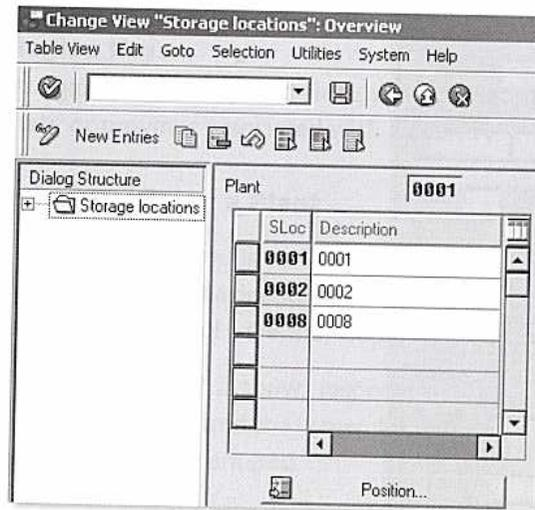 Change View "Storage locations": Overview
Table View Edit Goto Selection Utilities System Help
New Entries
Dialog Structure
Storage locations
Plant 0001
SLoc Description
0001 0001
0002 0002
0008 0008
Position...